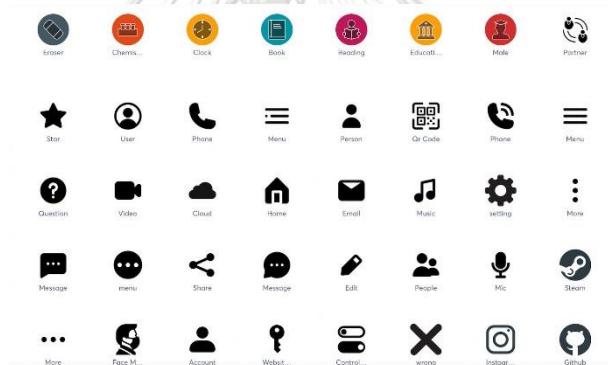 Eraser Chemis... Clock Book Reading Educati... Male Partner
Star User Phone Menu Person Qr Code Phone Menu
Question Video Cloud Home Email Music setting More
Message menu Share Message Edit People Mic Steam
More Face M... Account Websit... Control... wrong Instagr... Github